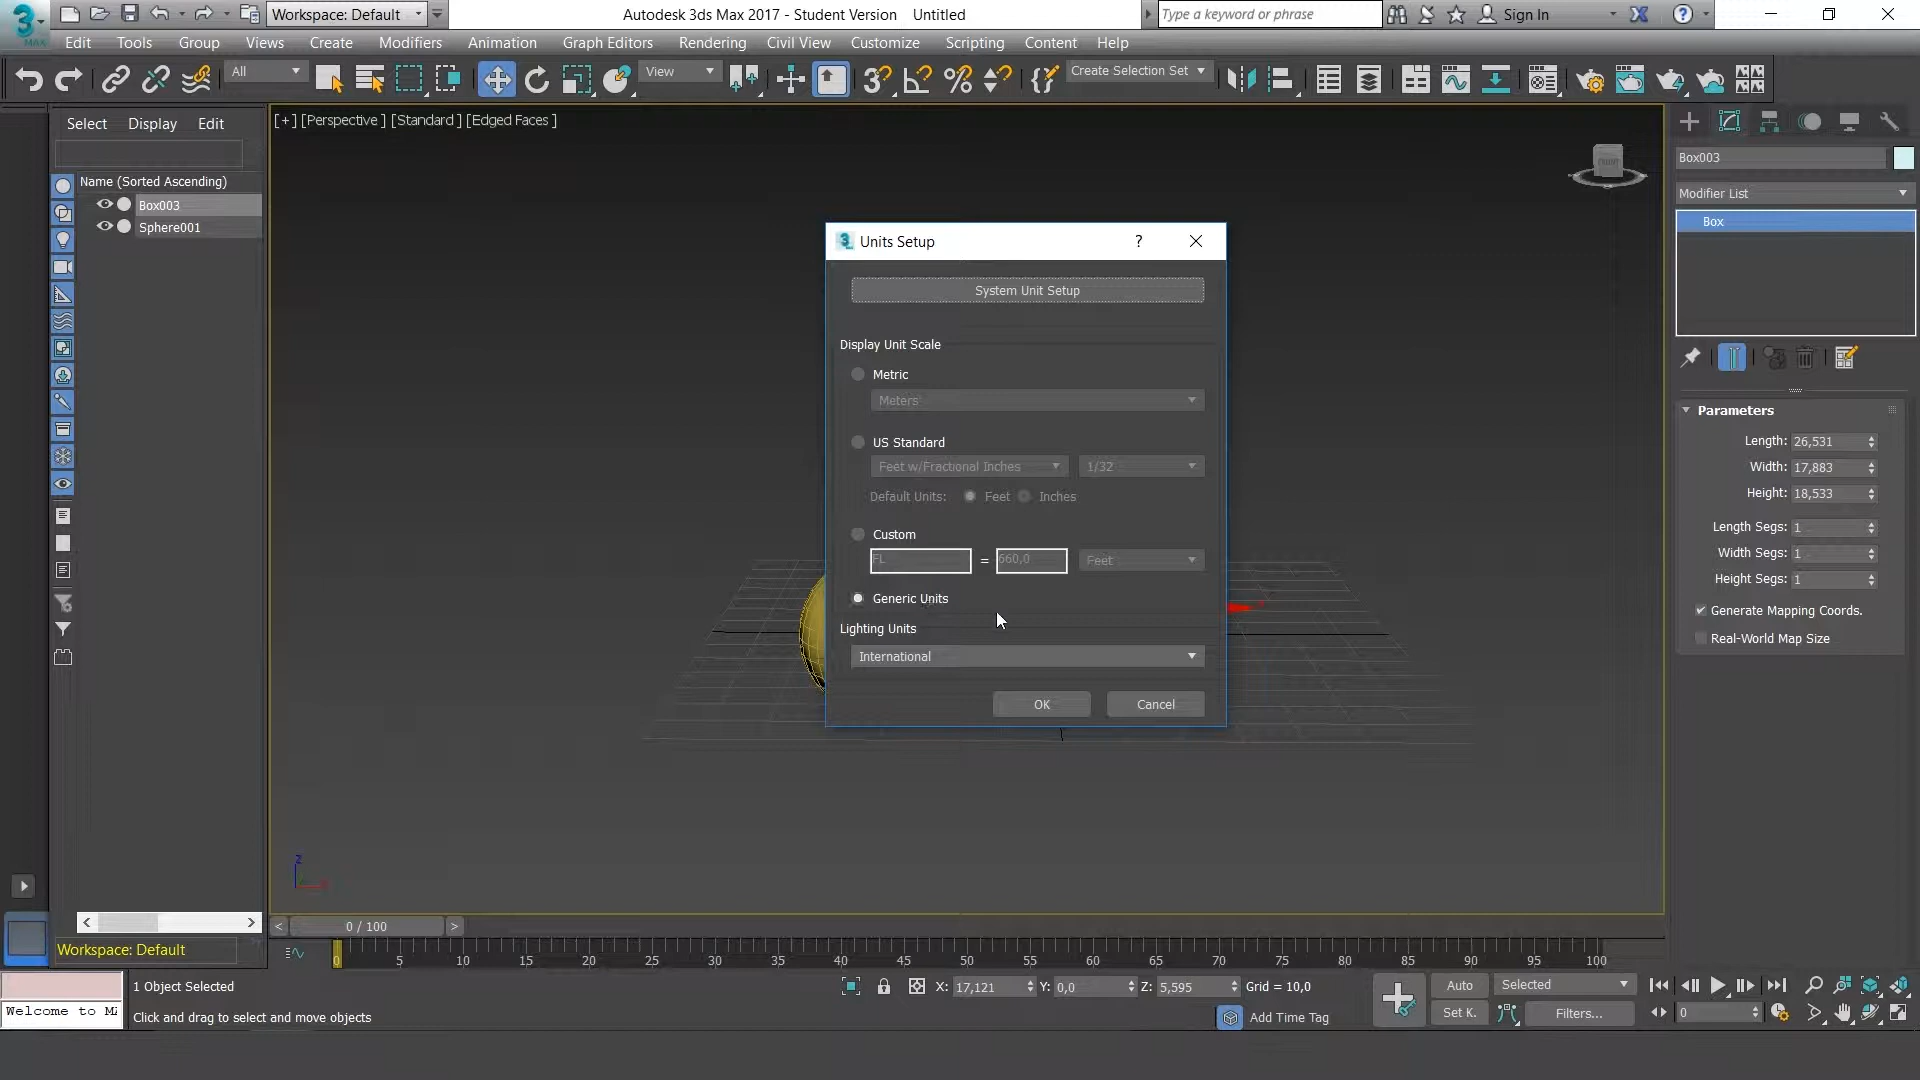 Workspace: Default
Autodesk 3ds Max 2017 - Student Version Untitled
Type a keyword or phrase
Sign In
Edit Tools Group Views Create Modifiers Animation Graph Editors Rendering Civil View Customize Scripting Content Help
All
View
Create Selection Set
Select Display Edit
Name (Sorted Ascending)
Box003
Sphere001
[+] [Perspective ] [Standard ] [Edged Faces ]
FRONT
Units Setup ?
System Unit Setup
Display Unit Scale
Metric
Meters
US Standard
Feet w/Fractional Inches 1/32
Default Units: Feet Inches
Custom
FL = 660,0 Feet
Generic Units
Lighting Units
International
OK Cancel
Box003
Modifier List
Box
Parameters
Length: 26,531
Width: 17,883
Height: 18,533
Length Segs: 1
Width Segs: 1
Height Segs: 1
Generate Mapping Coords.
Real-World Map Size
Z
< 0 / 100 >
Workspace: Default
0 5 10 15 20 25 30 35 40 45 50 55 60 65 70 75 80 85 90 95 100
1 Object Selected
X: 17,121 Y: 0,0 Z: 5,595 Grid = 10,0
Auto Selected
Welcome to MA
Click and drag to select and move objects
Add Time Tag
Set K. Filters...
0